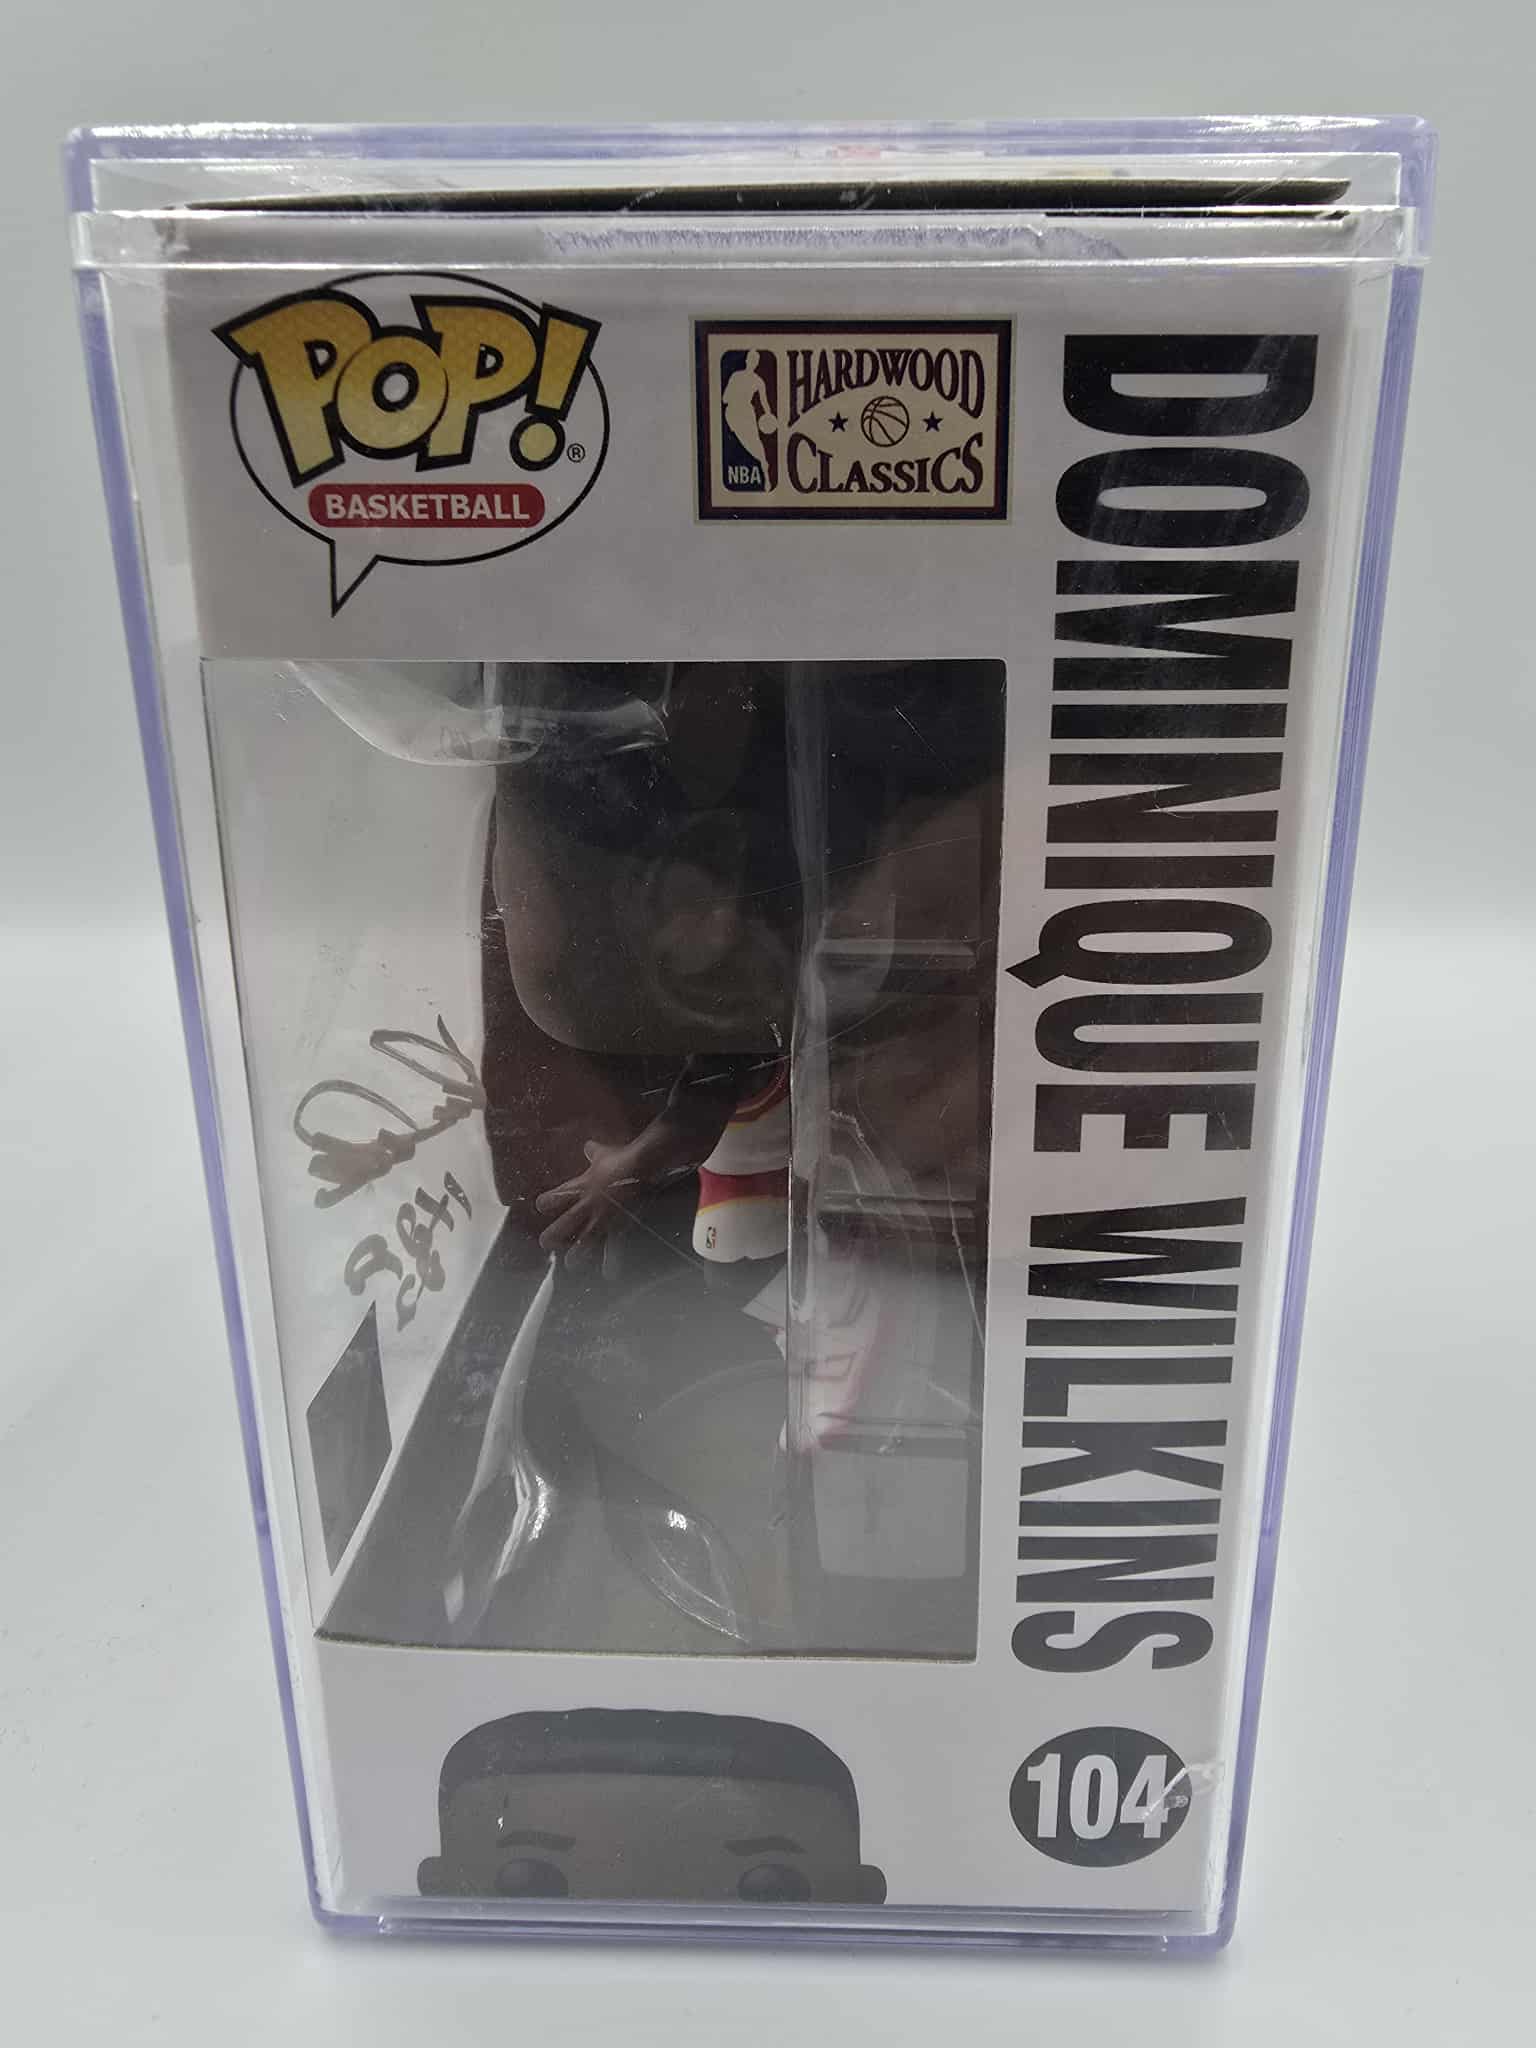 POP!®
BASKETBALL
NBA
HARDWOOD
CLASSICS
DOMINIQUE WILKINS
104